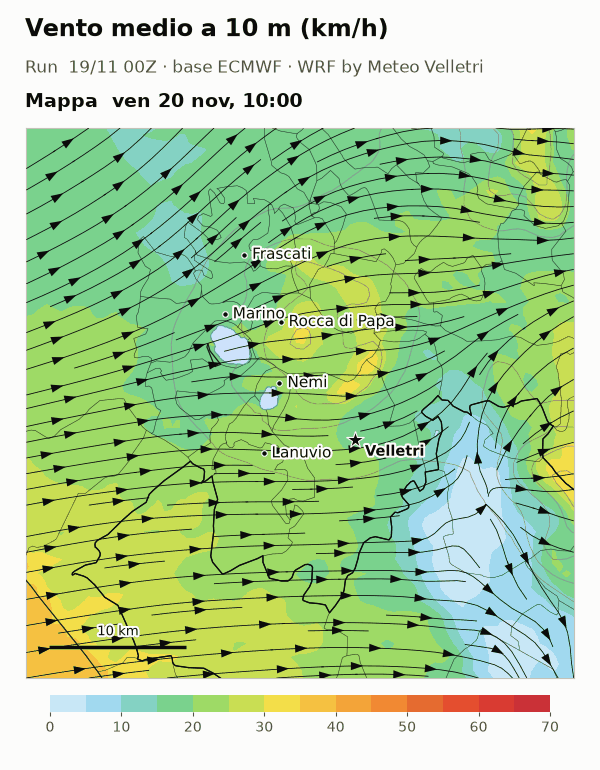 Vento medio a 10 m (km/h)
Run  19/11 00Z · base ECMWF · WRF by Meteo Velletri
Mappa  ven 20 nov, 10:00
Frascati
Marino
Rocca di Papa
Nemi
Lanuvio
Velletri
10 km
0 10 20 30 40 50 60 70